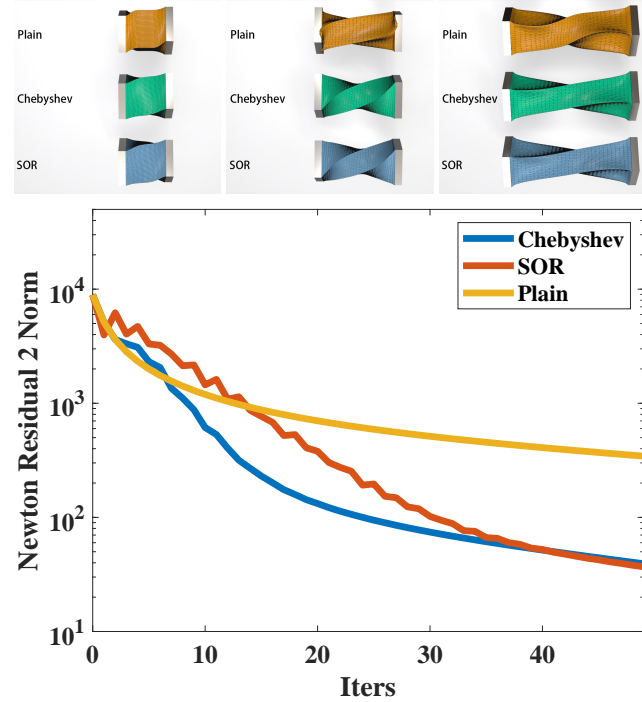 Plain Plain Plain
Chebyshev Chebyshev Chebyshev
SOR SOR SOR
Chebyshev
SOR
Plain
Newton Residual 2 Norm
10^4
10^3
10^2
10^1
0 10 20 30 40
Iters